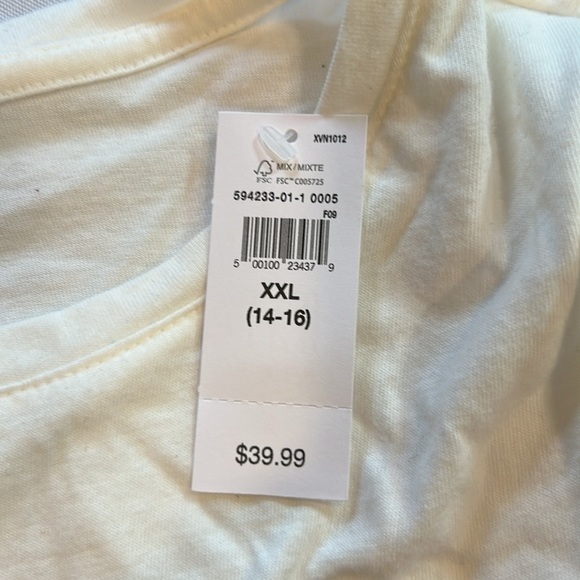 XVN1012
MIX / MIXTE
FSC FSC™ C005725
594233-01-1 0005
F09
5 00100 23437 9
XXL
(14-16)
$39.99